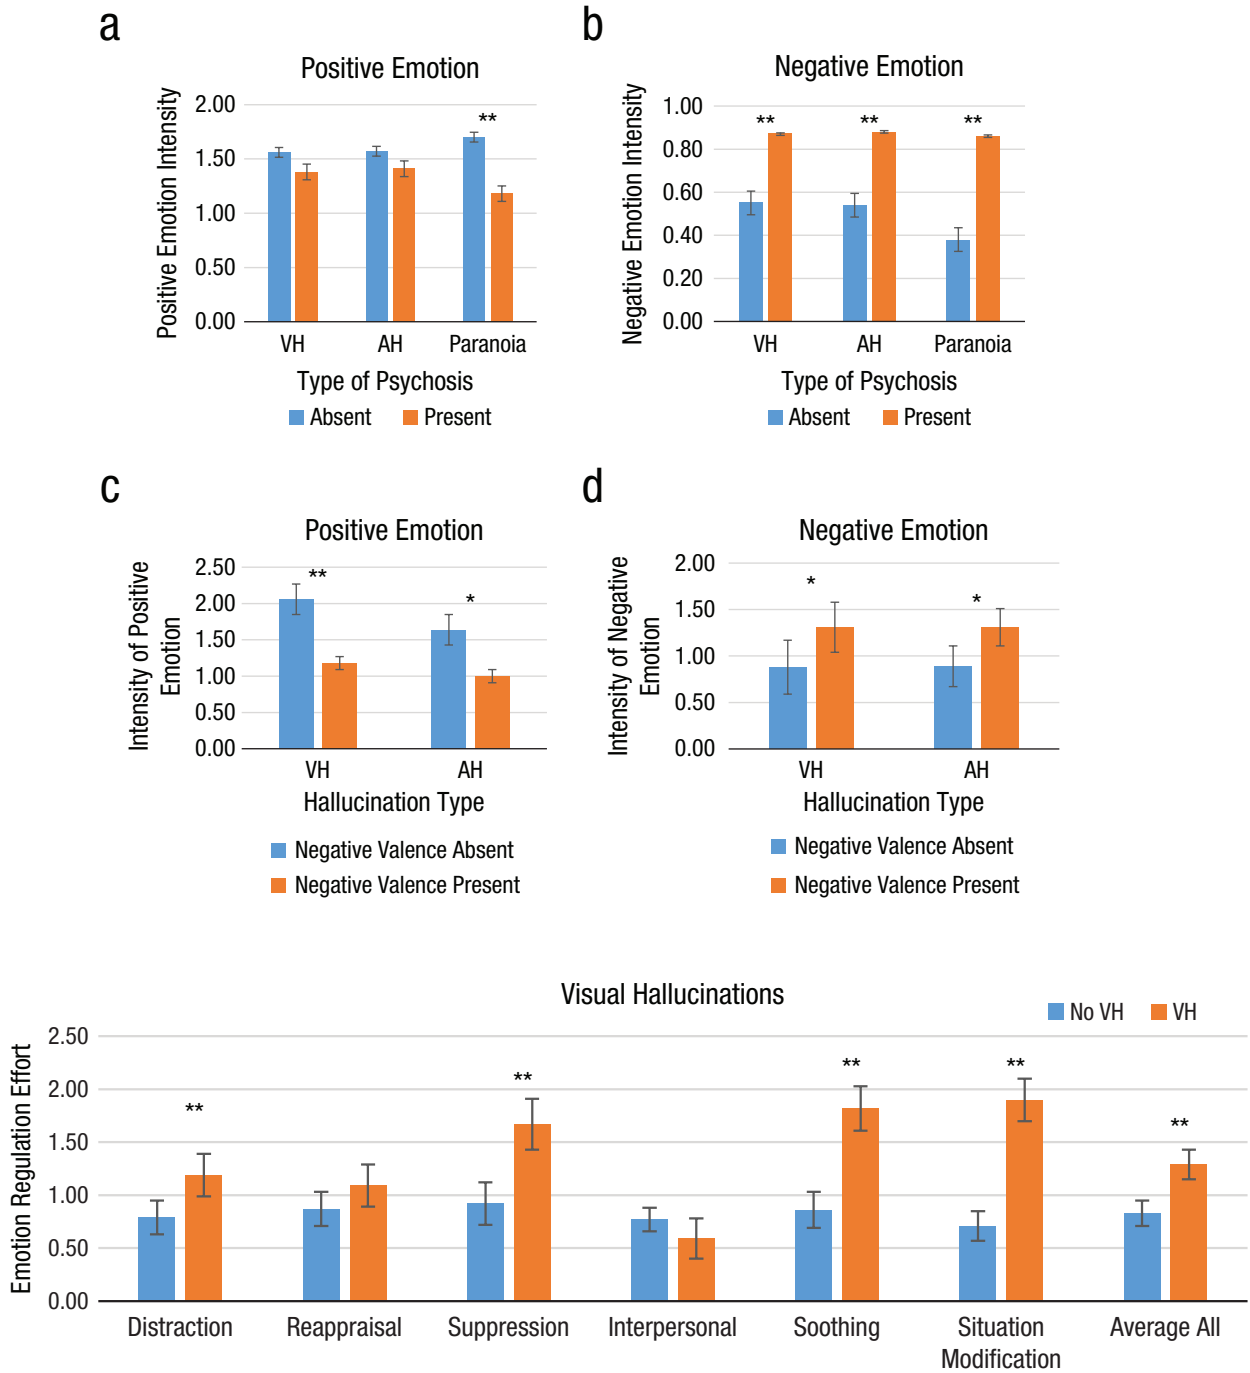 a
Positive Emotion
Positive Emotion Intensity
2.00
1.50
1.00
0.50
0.00
**
VH
AH
Paranoia
Type of Psychosis
Absent
Present
b
Negative Emotion
Negative Emotion Intensity
1.00
0.80
0.60
0.40
0.20
0.00
**
**
**
VH
AH
Paranoia
Type of Psychosis
Absent
Present
c
Positive Emotion
Intensity of Positive
Emotion
2.50
2.00
1.50
1.00
0.50
0.00
**
*
VH
AH
Hallucination Type
Negative Valence Absent
Negative Valence Present
d
Negative Emotion
Intensity of Negative
Emotion
2.00
1.50
1.00
0.50
0.00
*
*
VH
AH
Hallucination Type
Negative Valence Absent
Negative Valence Present
Visual Hallucinations
No VH
VH
Emotion Regulation Effort
2.50
2.00
1.50
1.00
0.50
0.00
**
**
**
**
**
Distraction
Reappraisal
Suppression
Interpersonal
Soothing
Situation
Modification
Average All